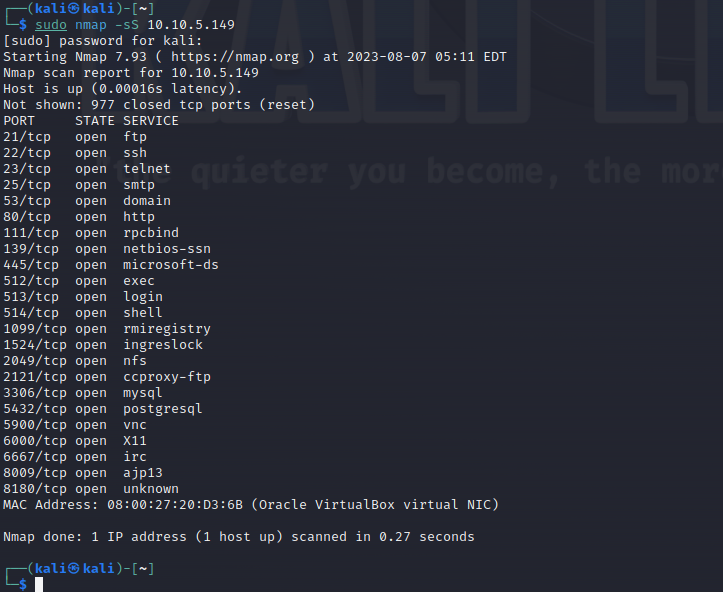 ┌──(kali㉿kali)-[~]
└─$ sudo nmap -sS 10.10.5.149
[sudo] password for kali:
Starting Nmap 7.93 ( https://nmap.org ) at 2023-08-07 05:11 EDT
Nmap scan report for 10.10.5.149
Host is up (0.00016s latency).
Not shown: 977 closed tcp ports (reset)
PORT     STATE SERVICE
21/tcp   open  ftp
22/tcp   open  ssh
23/tcp   open  telnet
"the quieter you become, the mor
25/tcp   open  smtp
53/tcp   open  domain
80/tcp   open  http
111/tcp  open  rpcbind
139/tcp  open  netbios-ssn
445/tcp  open  microsoft-ds
512/tcp  open  exec
513/tcp  open  login
514/tcp  open  shell
1099/tcp open  rmiregistry
1524/tcp open  ingreslock
2049/tcp open  nfs
2121/tcp open  ccproxy-ftp
3306/tcp open  mysql
5432/tcp open  postgresql
5900/tcp open  vnc
6000/tcp open  X11
6667/tcp open  irc
8009/tcp open  ajp13
8180/tcp open  unknown
MAC Address: 08:00:27:20:D3:6B (Oracle VirtualBox virtual NIC)
Nmap done: 1 IP address (1 host up) scanned in 0.27 seconds
┌──(kali㉿kali)-[~]
└─$